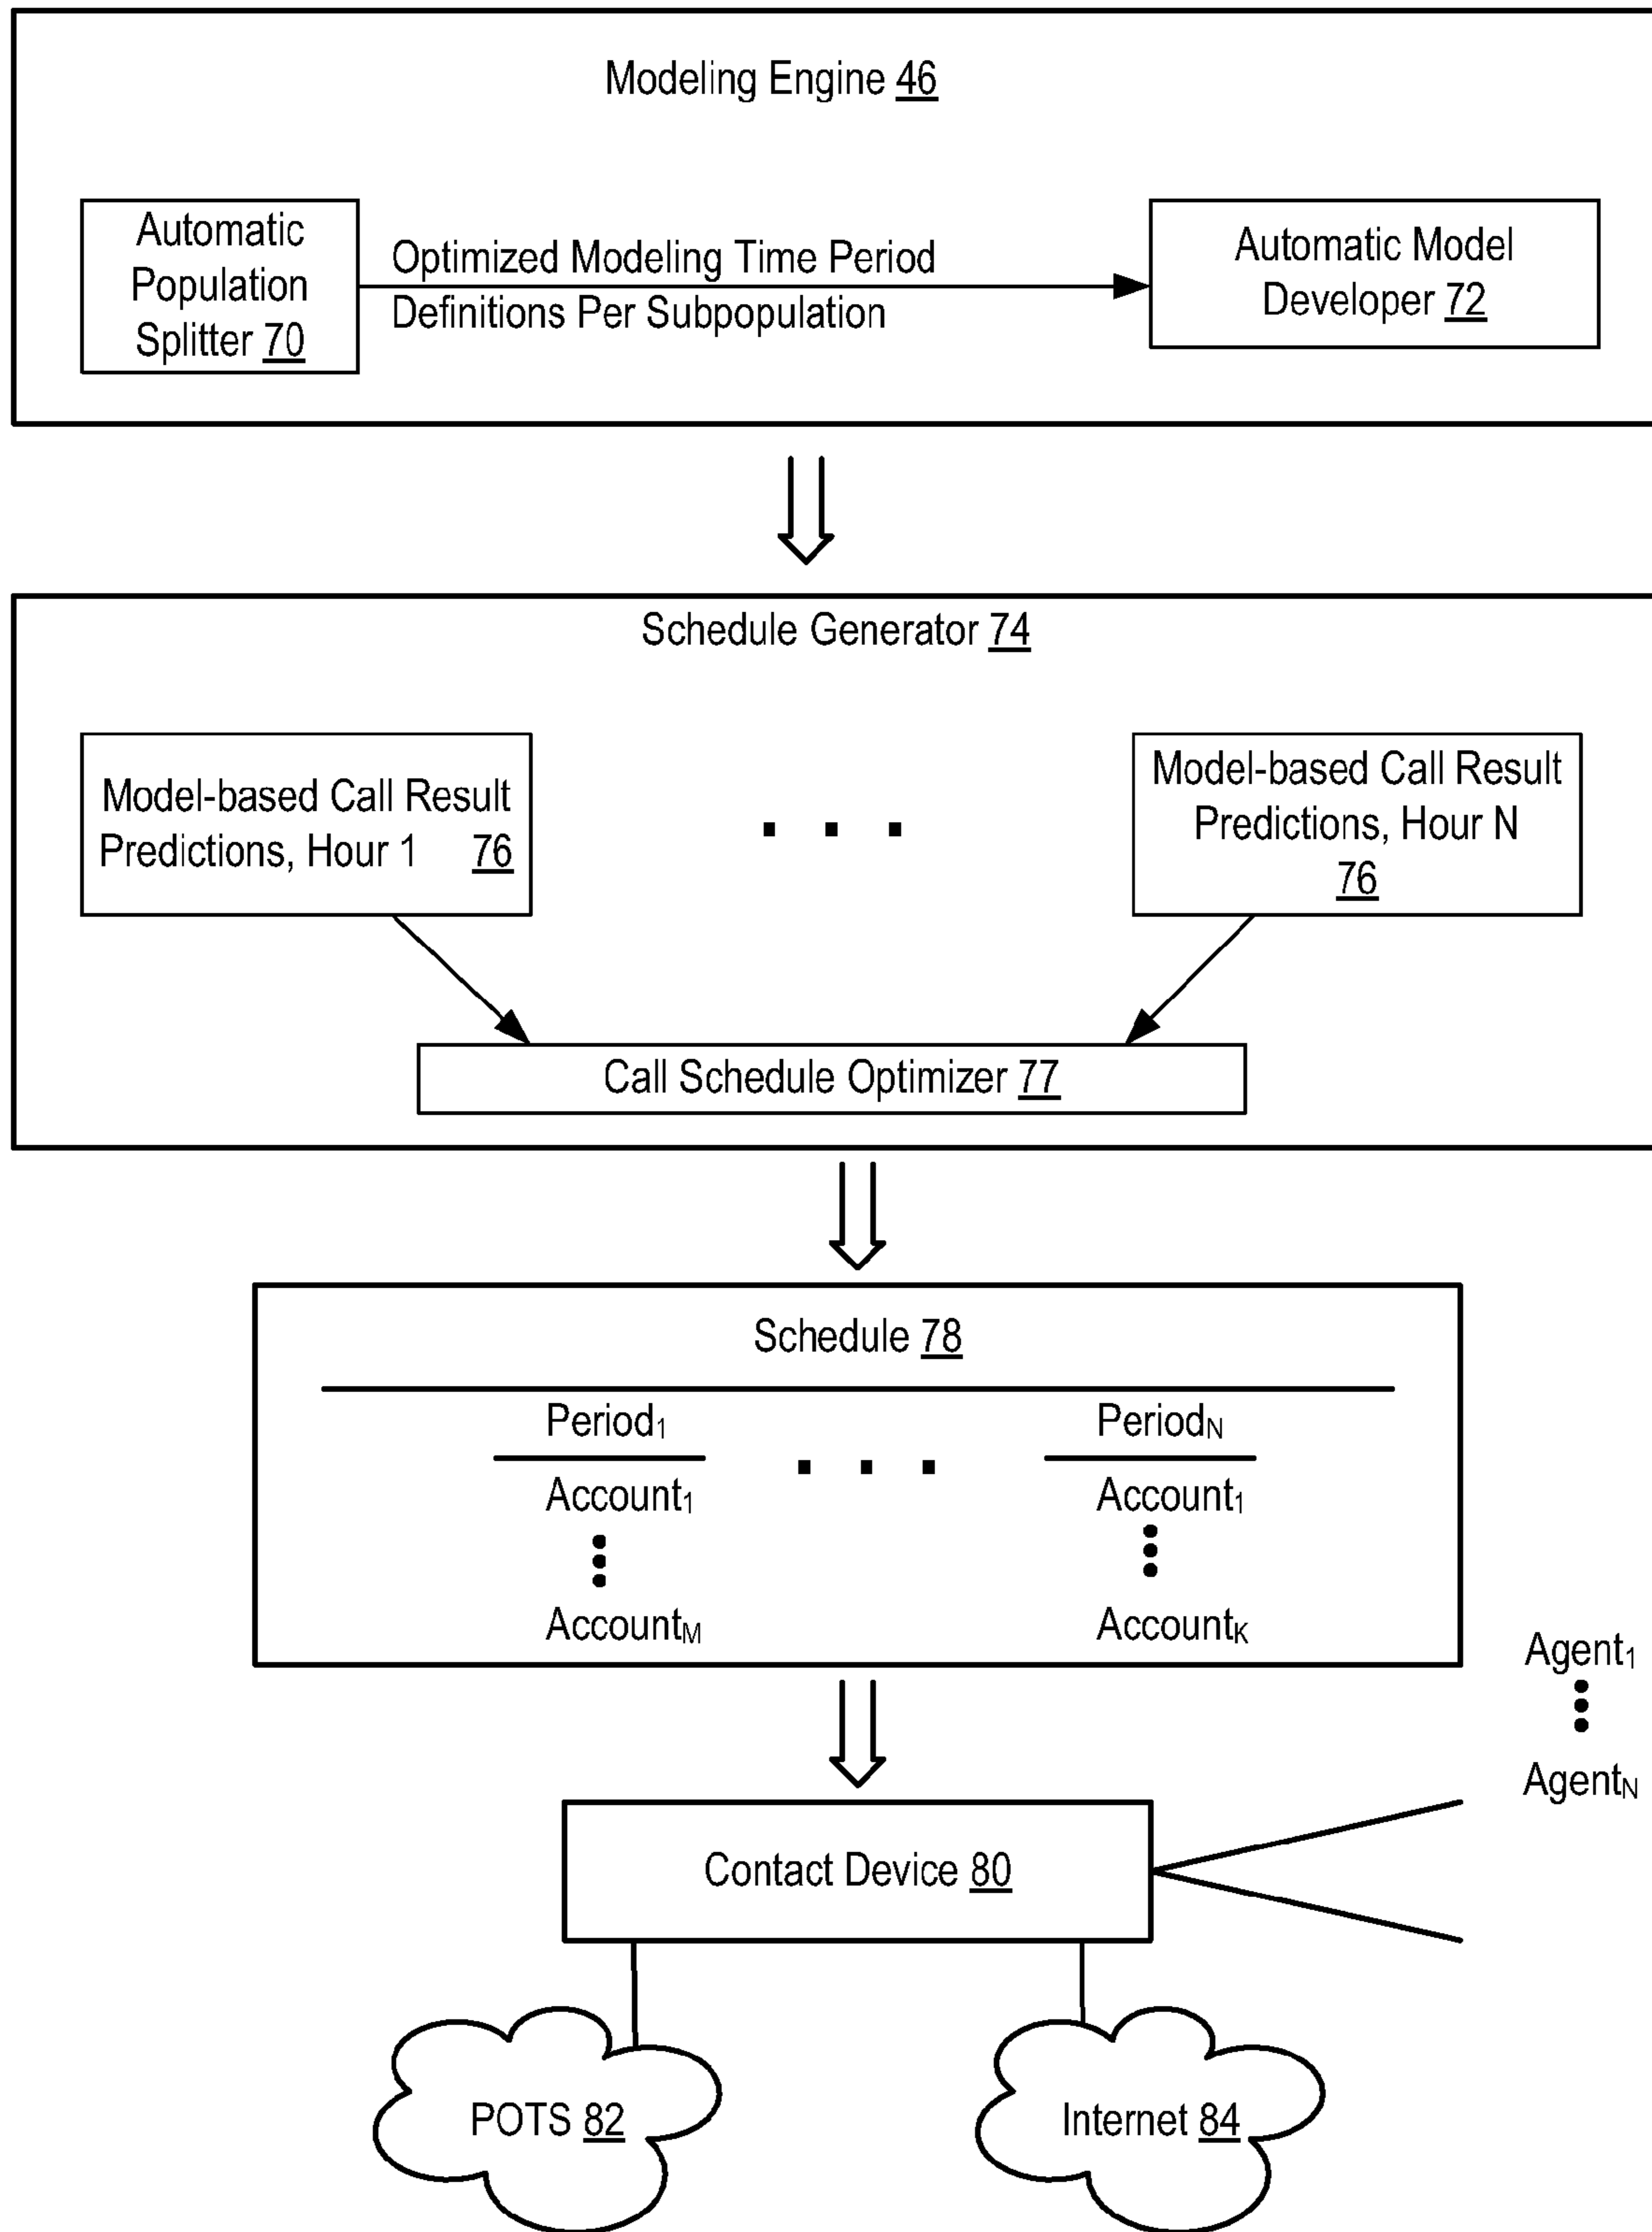 Modeling Engine 46
Automatic
Population
Splitter 70
Optimized Modeling Time Period
Definitions Per Subpopulation
Automatic Model
Developer 72
Schedule Generator 74
Model-based Call Result
Predictions, Hour 1 76
Model-based Call Result
Predictions, Hour N
76
Call Schedule Optimizer 77
Schedule 78
Period1
Account1
AccountM
PeriodN
Account1
AccountK
Agent1
AgentN
Contact Device 80
POTS 82
Internet 84